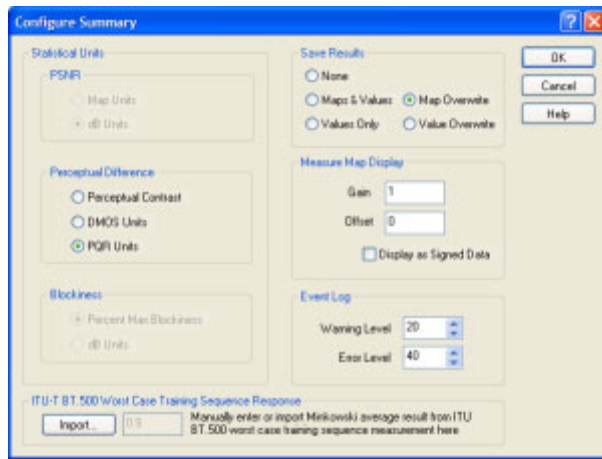 Configure Summary
Statistical Units
PSNR
Map Units
dB Units
Perceptual Difference
Perceptual Contrast
DMOS Units
PQR Units
Blockiness
Percent Max Blockiness
dB Units
Save Results
None
Maps & Values
Map Overwrite
Values Only
Value Overwrite
Measure Map Display
Gain 1
Offset 0
Display as Signed Data
Event Log
Warning Level 20
Error Level 40
OK
Cancel
Help
ITU-T BT.500 Worst Case Training Sequence Response
Import...
Manually enter or import Minkowski average result from ITU
BT.500 worst case training sequence measurement here